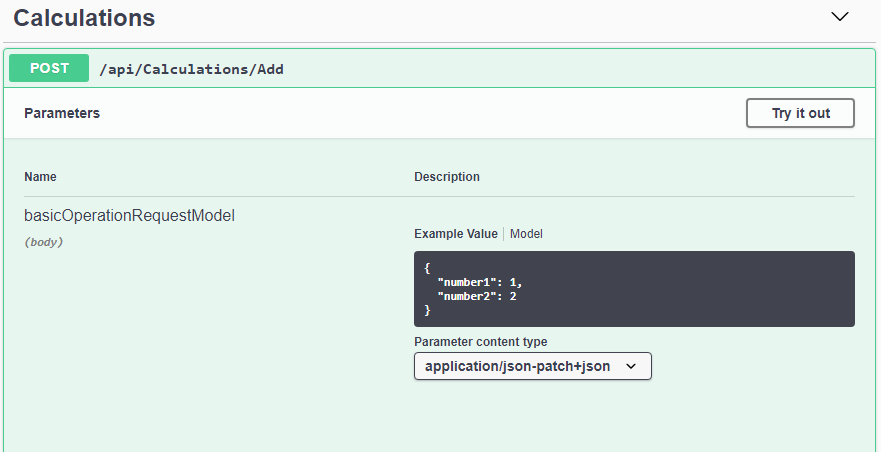 Calculations
POST /api/Calculations/Add
Parameters Try it out
Name Description
basicOperationRequestModel
(body)
Example Value Model
{
"number1": 1,
"number2": 2
}
Parameter content type
application/json-patch+json